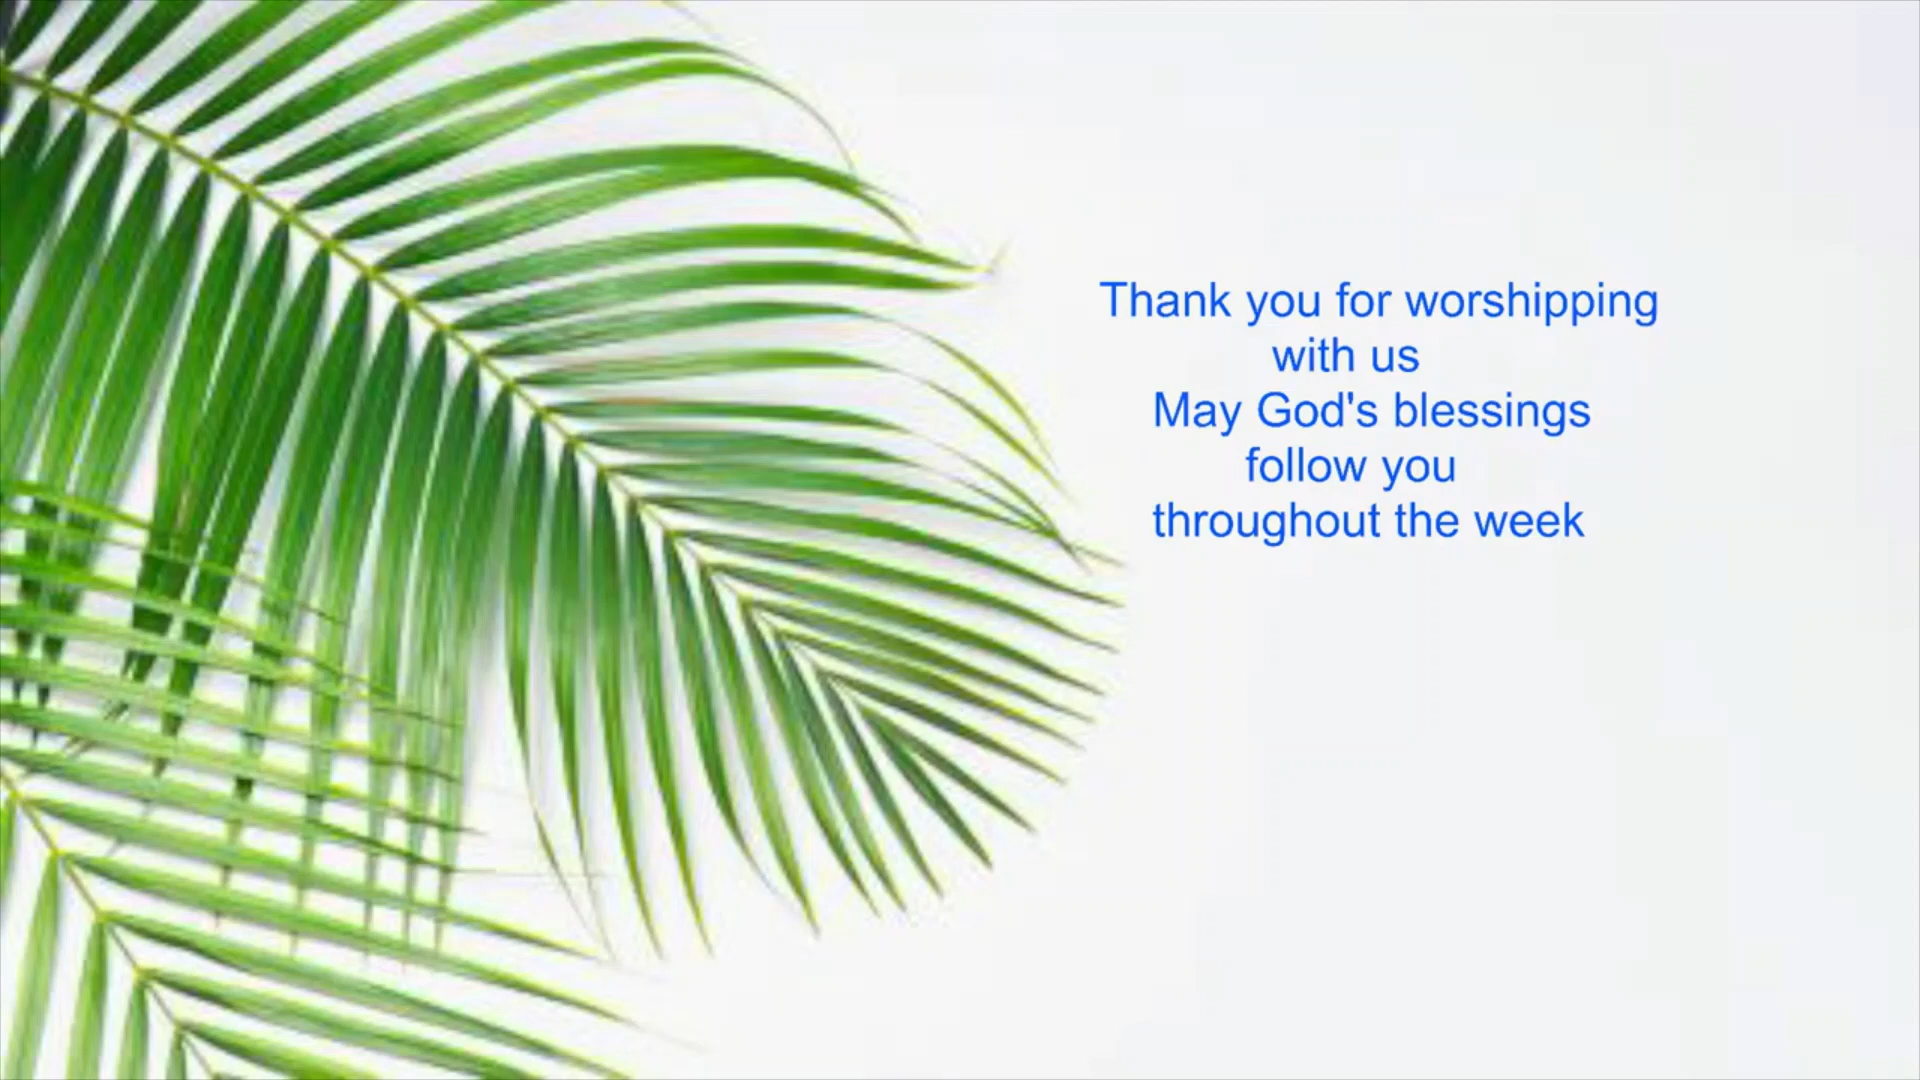 Thank you for worshipping
with us
May God's blessings
follow you
throughout the week